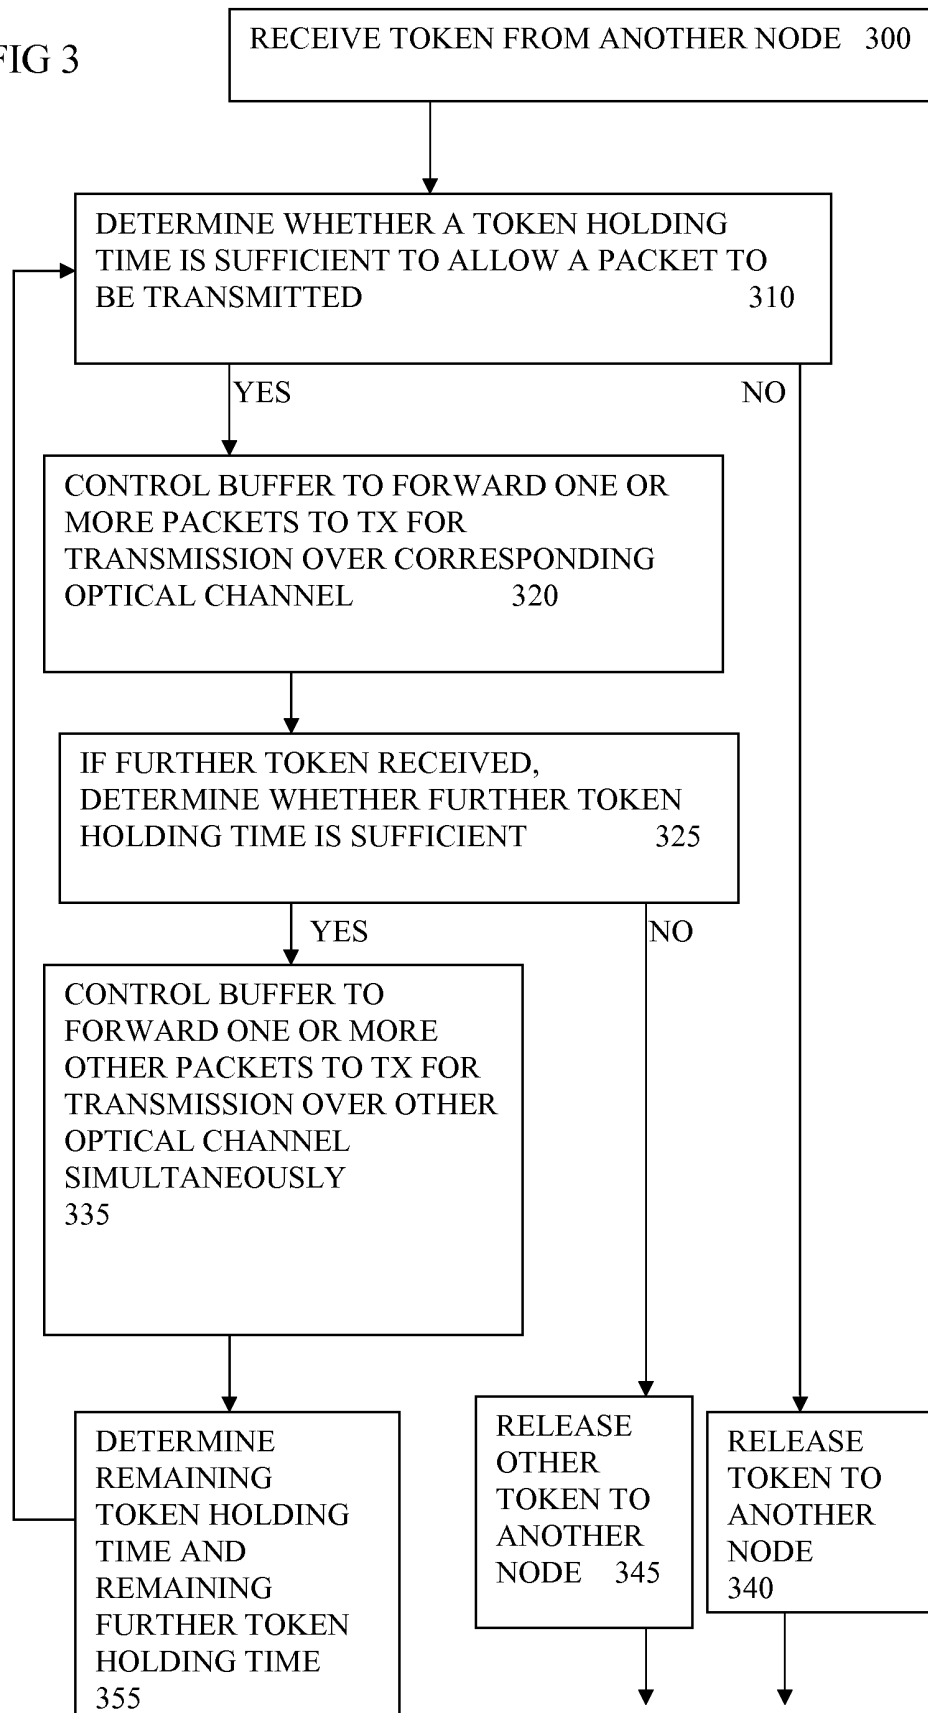 FIG 3
RECEIVE TOKEN FROM ANOTHER NODE 300
DETERMINE WHETHER A TOKEN HOLDING
TIME IS SUFFICIENT TO ALLOW A PACKET TO
BE TRANSMITTED 310
YES
NO
CONTROL BUFFER TO FORWARD ONE OR
MORE PACKETS TO TX FOR
TRANSMISSION OVER CORRESPONDING
OPTICAL CHANNEL 320
IF FURTHER TOKEN RECEIVED,
DETERMINE WHETHER FURTHER TOKEN
HOLDING TIME IS SUFFICIENT 325
YES
NO
CONTROL BUFFER TO
FORWARD ONE OR MORE
OTHER PACKETS TO TX FOR
TRANSMISSION OVER OTHER
OPTICAL CHANNEL
SIMULTANEOUSLY
335
DETERMINE
REMAINING
TOKEN HOLDING
TIME AND
REMAINING
FURTHER TOKEN
HOLDING TIME
355
RELEASE
OTHER
TOKEN TO
ANOTHER
NODE 345
RELEASE
TOKEN TO
ANOTHER
NODE
340